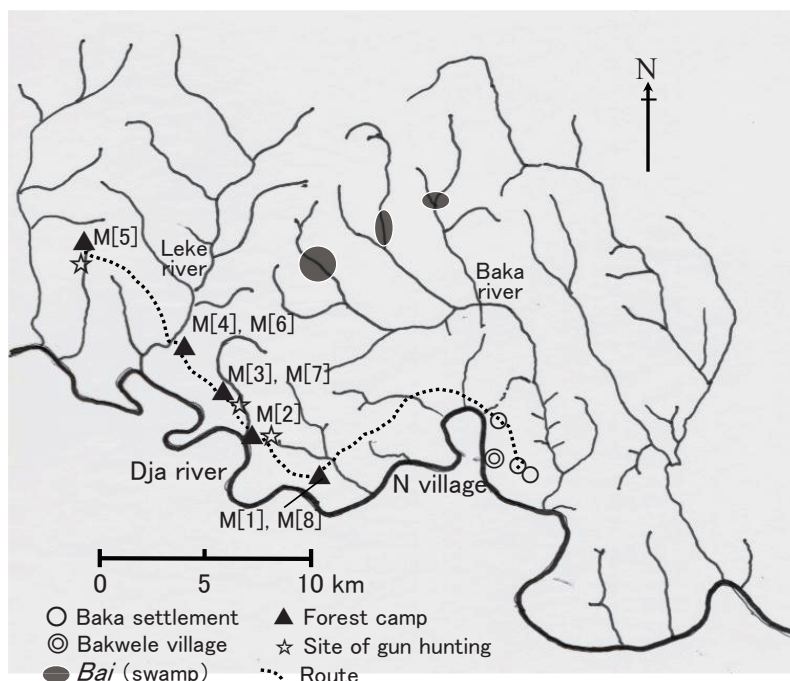 N
M[5]
Leke
river
Baka
river
M[4], M[6]
M[3], M[7]
M[2]
Dja river
N village
M[1], M[8]
0 5 10 km
Baka settlement
Forest camp
Bakwele village
Site of gun hunting
Bai (swamp)
Route